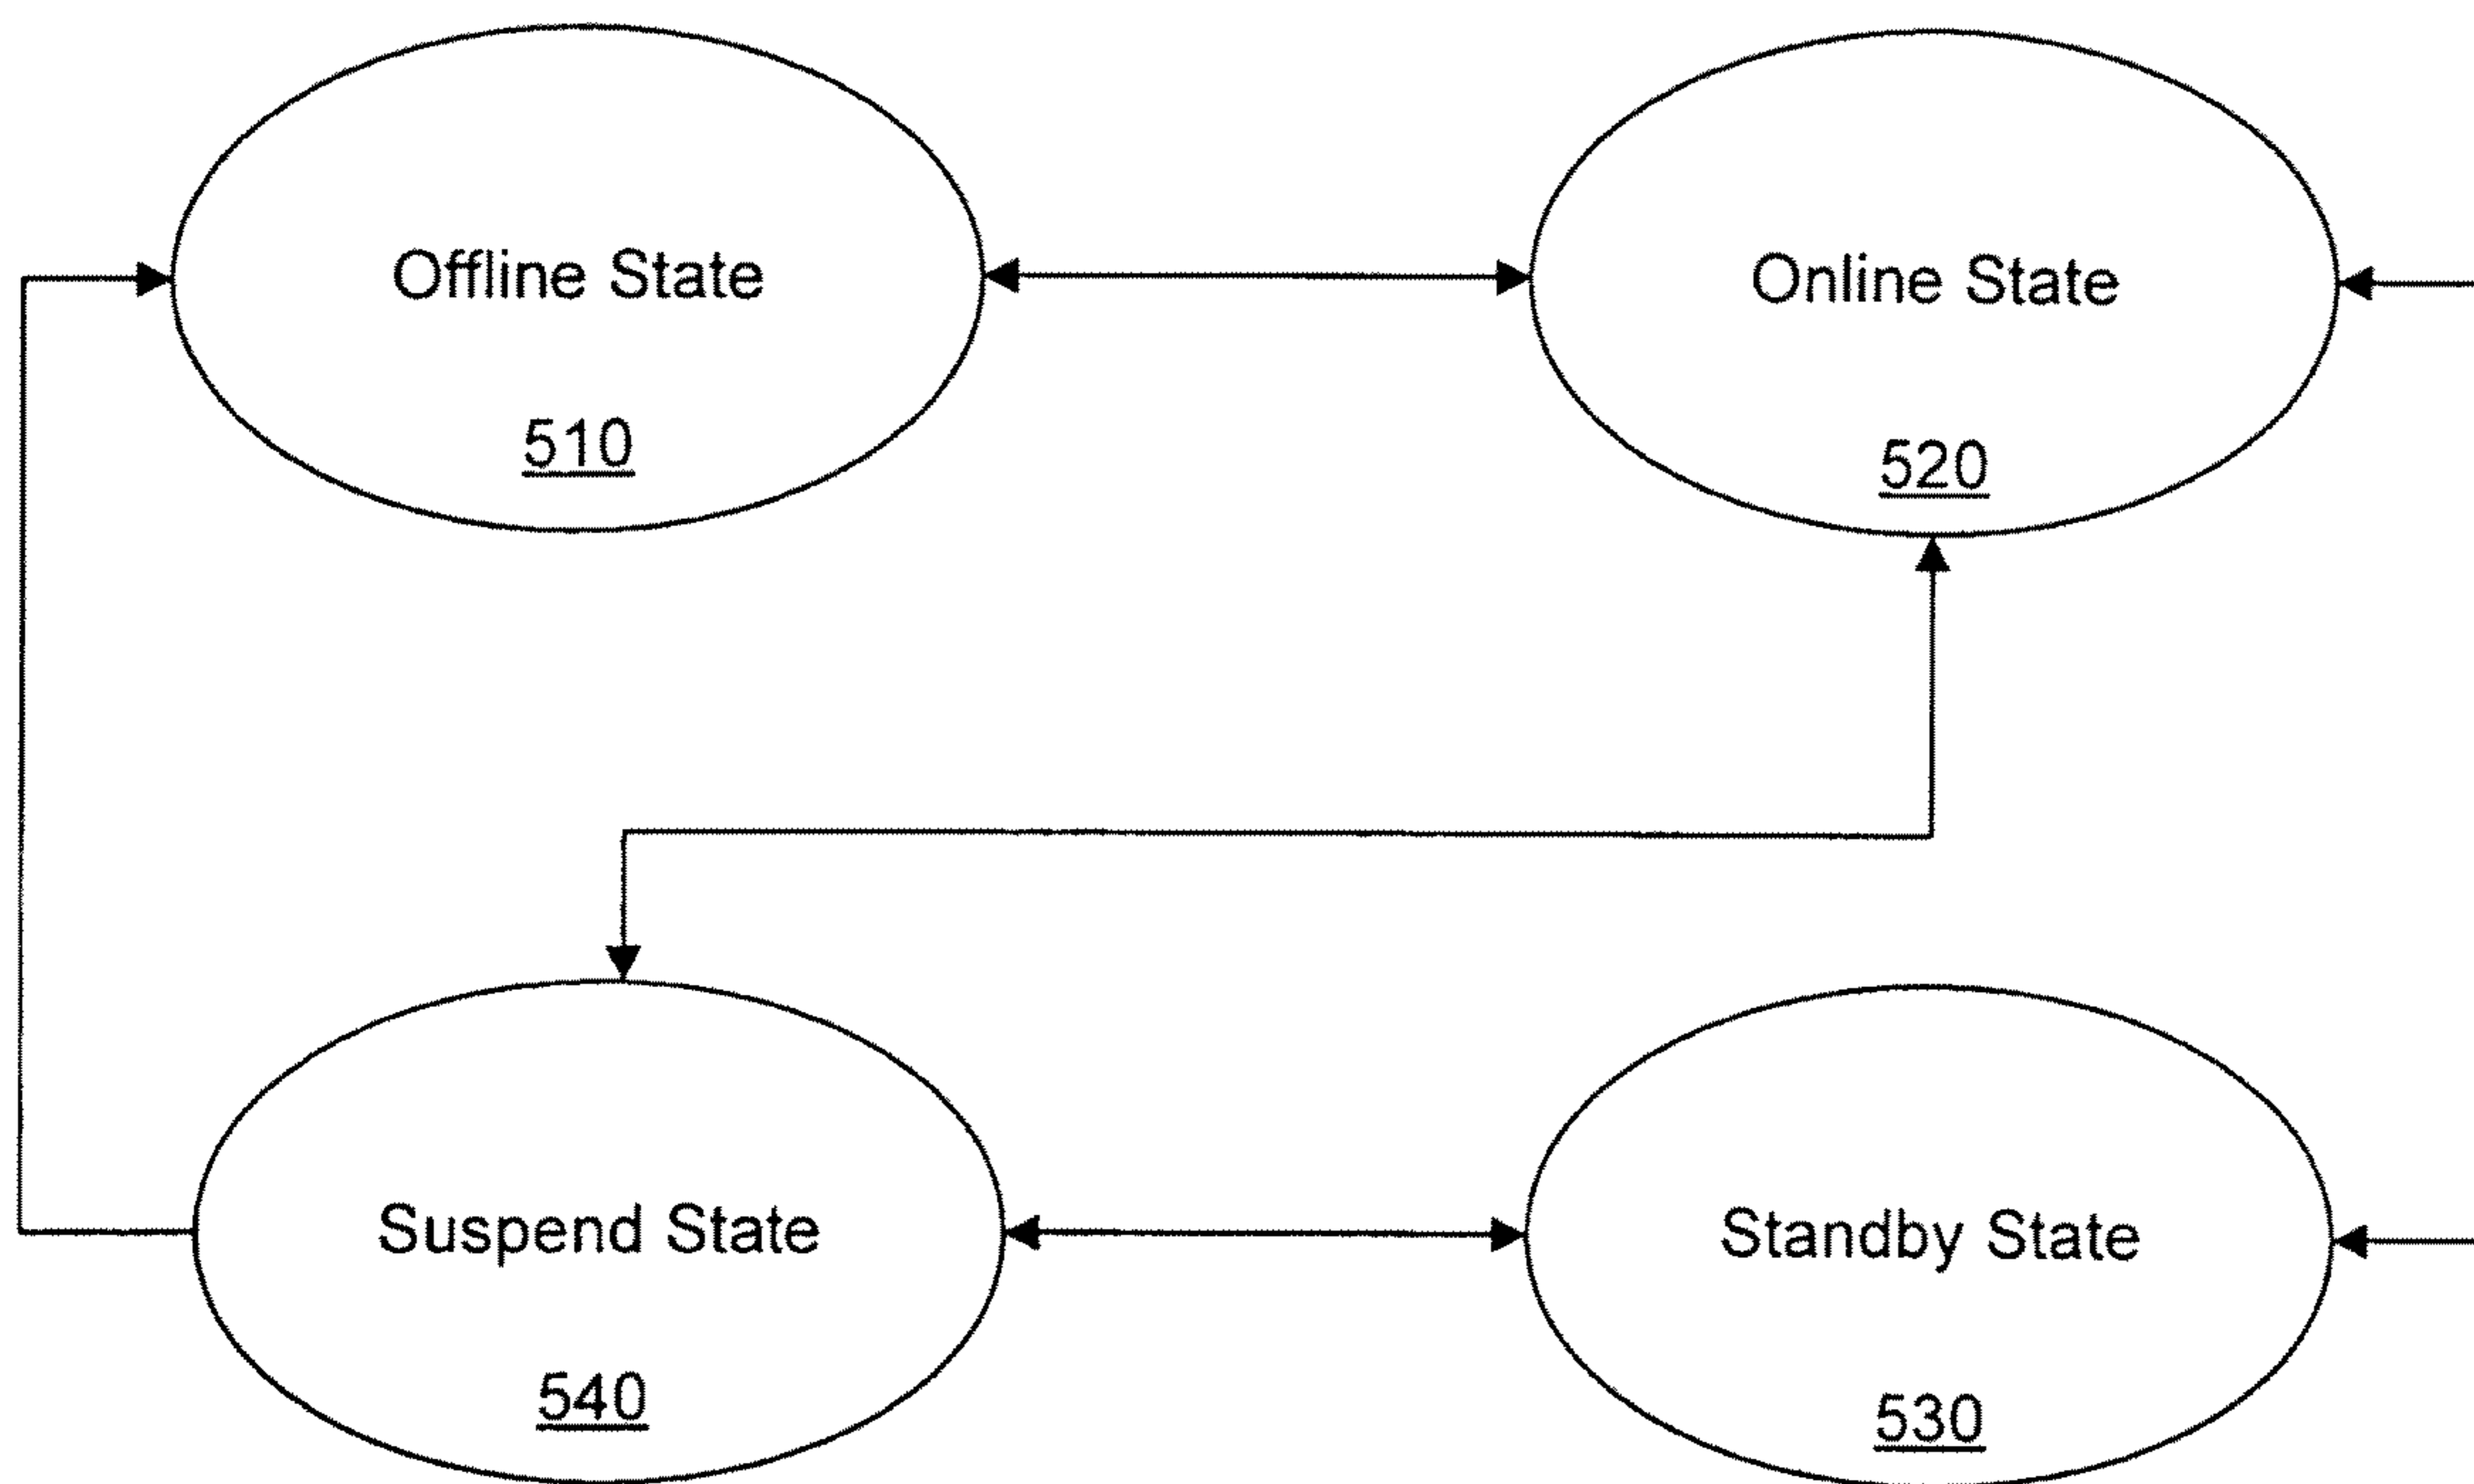 Offline State
510
Online State
520
Suspend State
540
Standby State
530